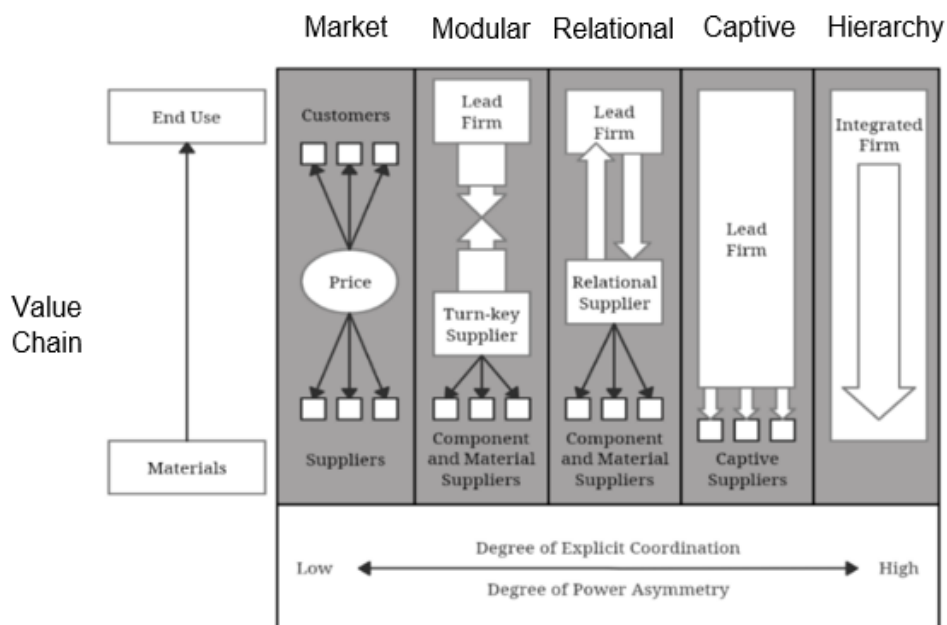 Market
Modular
Relational
Captive
Hierarchy
Value
Chain
End Use
Materials
Customers
Price
Suppliers
Lead
Firm
Turn-key
Supplier
Component
and Material
Suppliers
Lead
Firm
Relational
Supplier
Component
and Material
Suppliers
Lead
Firm
Captive
Suppliers
Integrated
Firm
Degree of Explicit Coordination
Low
High
Degree of Power Asymmetry